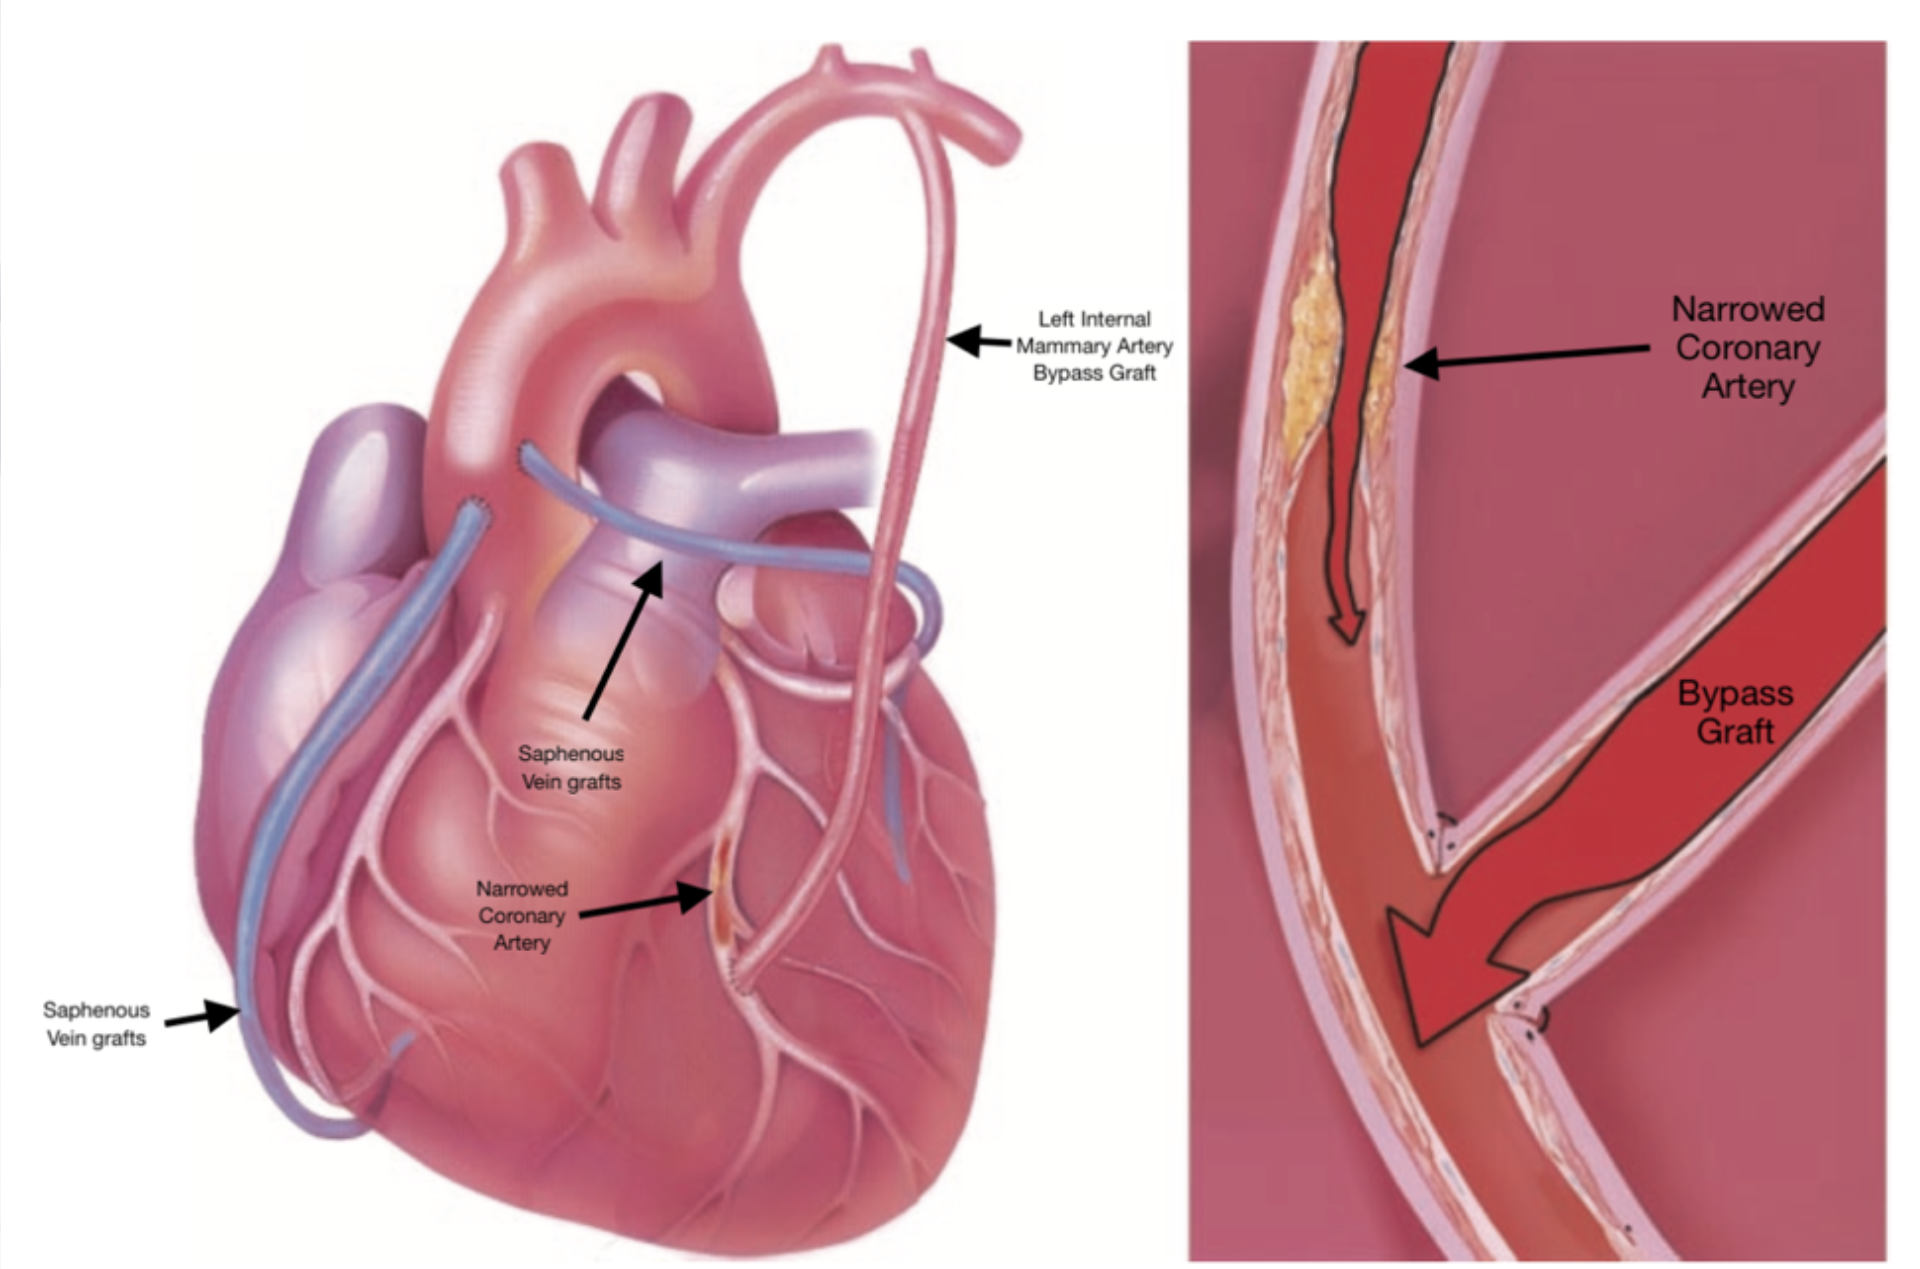 Left Internal
Mammary Artery
Bypass Graft
Saphenous
Vein grafts
Narrowed
Coronary
Artery
Saphenous
Vein grafts
Narrowed
Coronary
Artery
Bypass
Graft